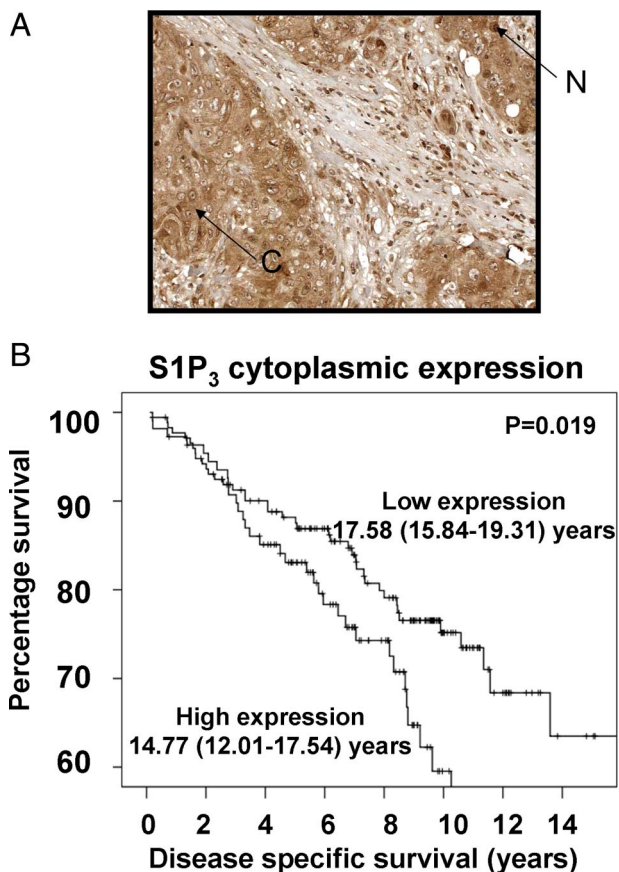 A
N
C
B
S1P₃ cytoplasmic expression
P=0.019
Low expression
17.58 (15.84-19.31) years
High expression
14.77 (12.01-17.54) years
Percentage survival
100
90
80
70
60
0 2 4 6 8 10 12 14
Disease specific survival (years)